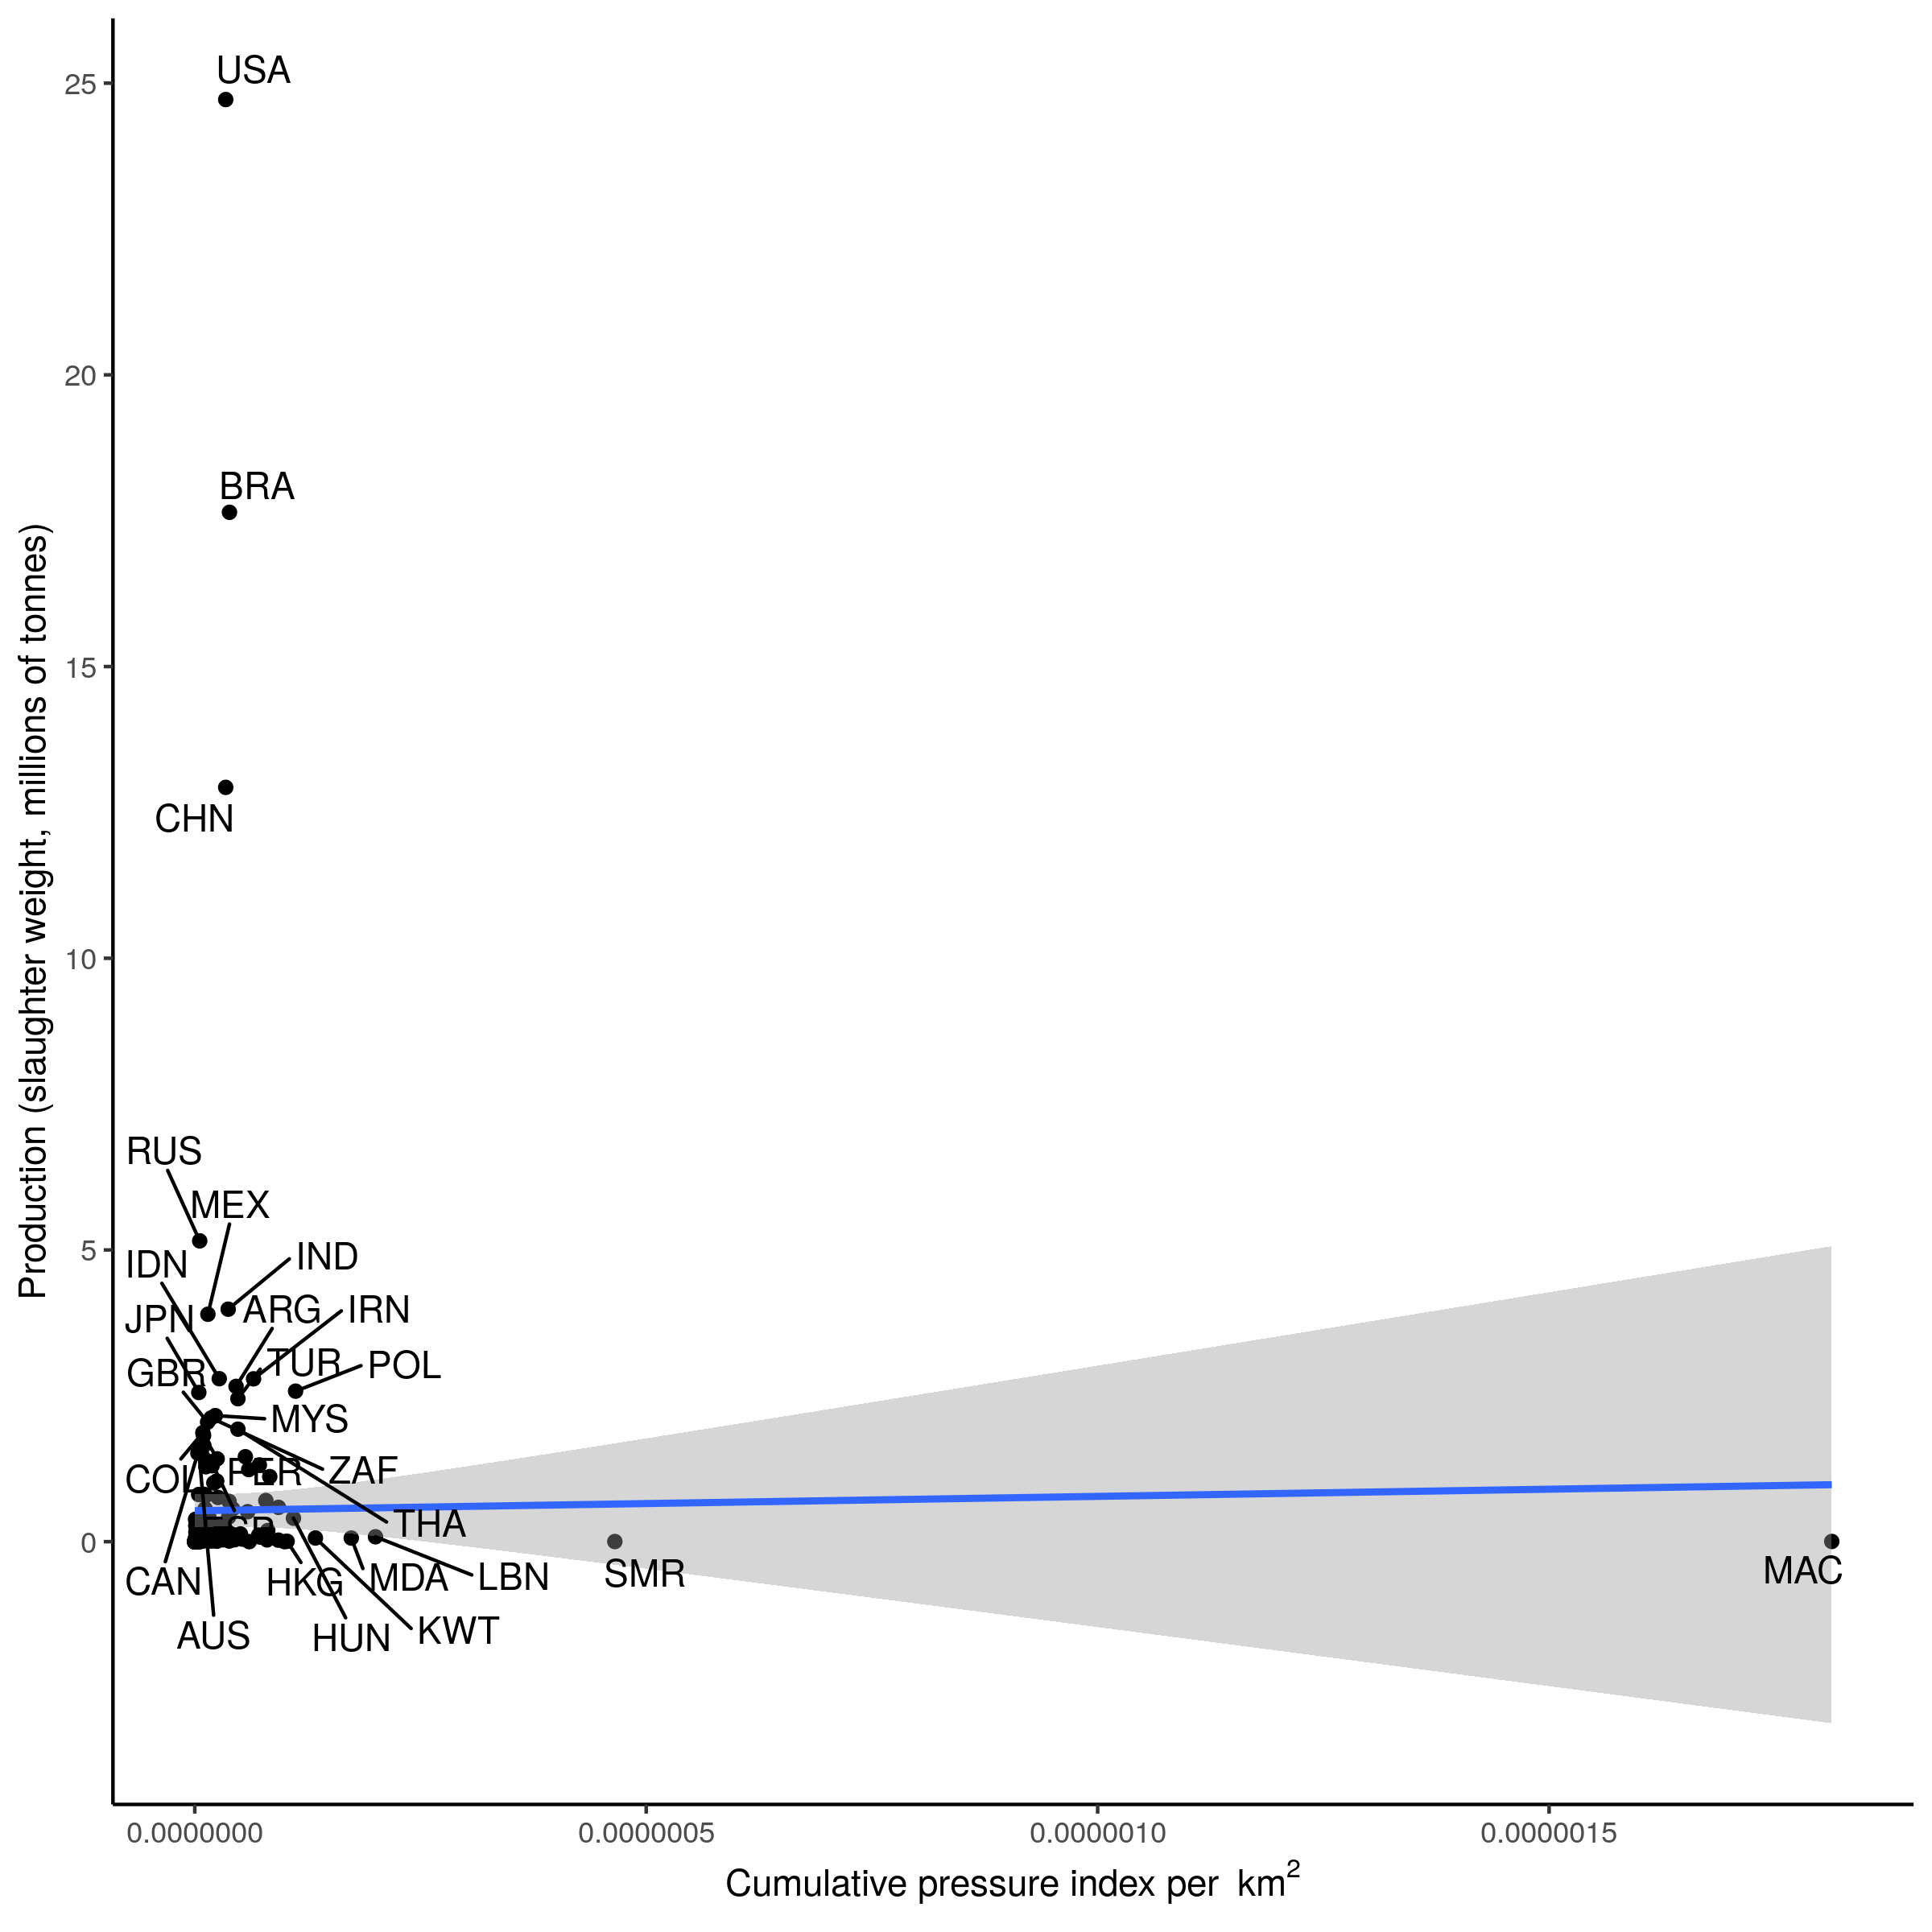 USA
25
20
BRA
15
CHN
10
RUS
MEX
5
IDN
IND
JPN
ARG
IRN
GBR
TUR
POL
MYS
COL
PER
ZAF
ESP
THA
0
CAN
HKG
MDA
LBN
SMR
MAC
AUS
HUN
KWT
Production (slaughter weight, millions of tonnes)
0.0000000
0.0000005
0.0000010
0.0000015
Cumulative pressure index per km²